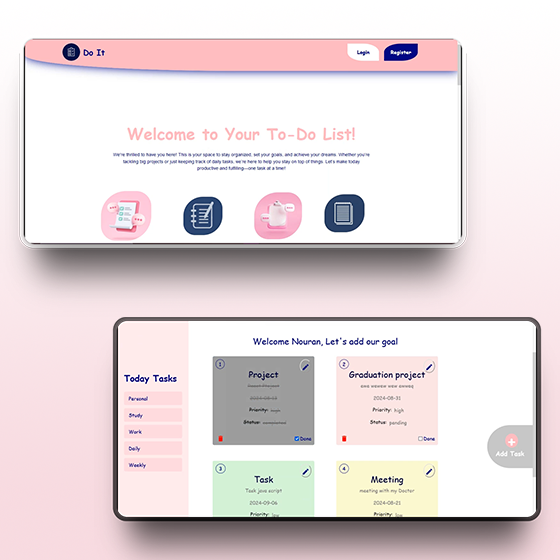 Do It
Login
Register
Welcome to Your To-Do List!
We're thrilled to have you here! This is your space to stay organized, set your goals, and achieve your dreams. Whether you're
tackling big projects or just keeping track of daily tasks, we're here to help you stay on top of things. Let's make today
productive and fulfilling—one task at a time!
Welcome Nouran, Let's add our goal
Today Tasks
Personal
Study
Work
Daily
Weekly
1
Project
2024-08-15
Priority: high
Status: completed
Done
2
Graduation project
2024-08-31
Priority: high
Status: pending
Done
3
Task
Task java script
2024-09-06
Priority: low
4
Meeting
meeting with my Doctor
2024-08-21
Priority: low
Add Task